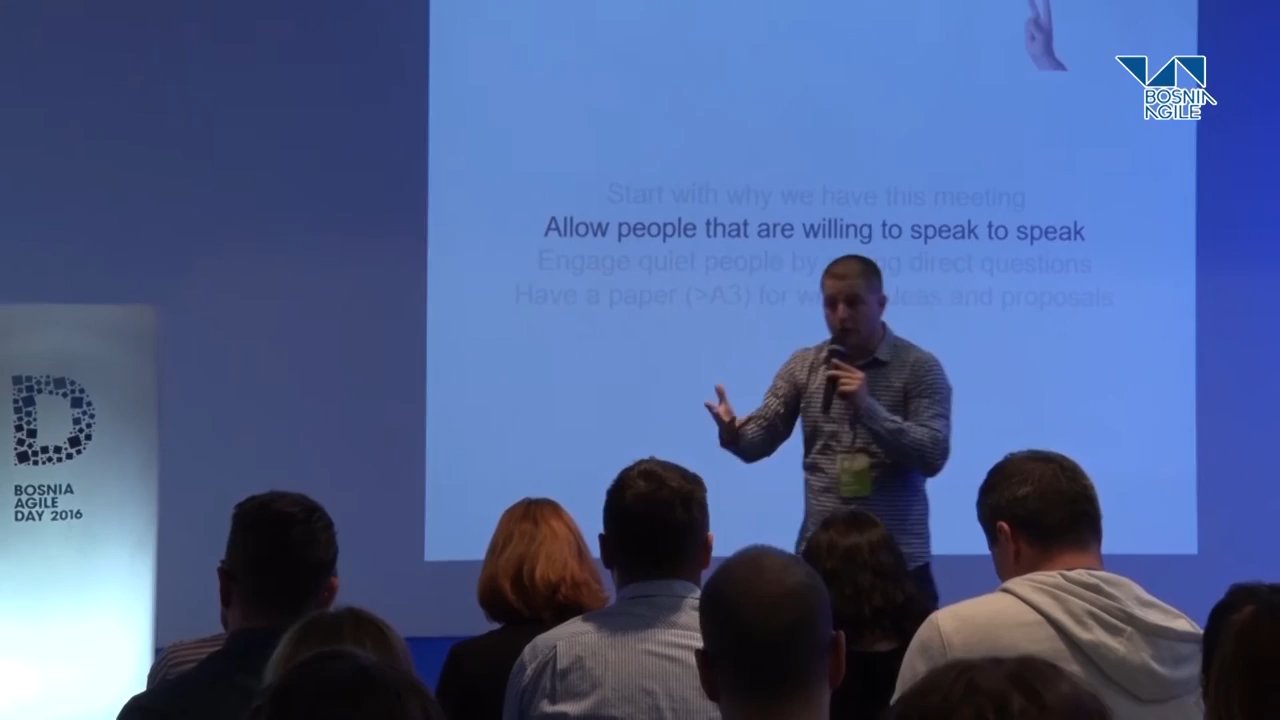 BOSNIA
AGILE
Start with why we have this meeting
Allow people that are willing to speak to speak
Engage quiet people by direct questions
Have a paper (>A3) for and proposals
D
BOSNIA
AGILE
DAY 2016